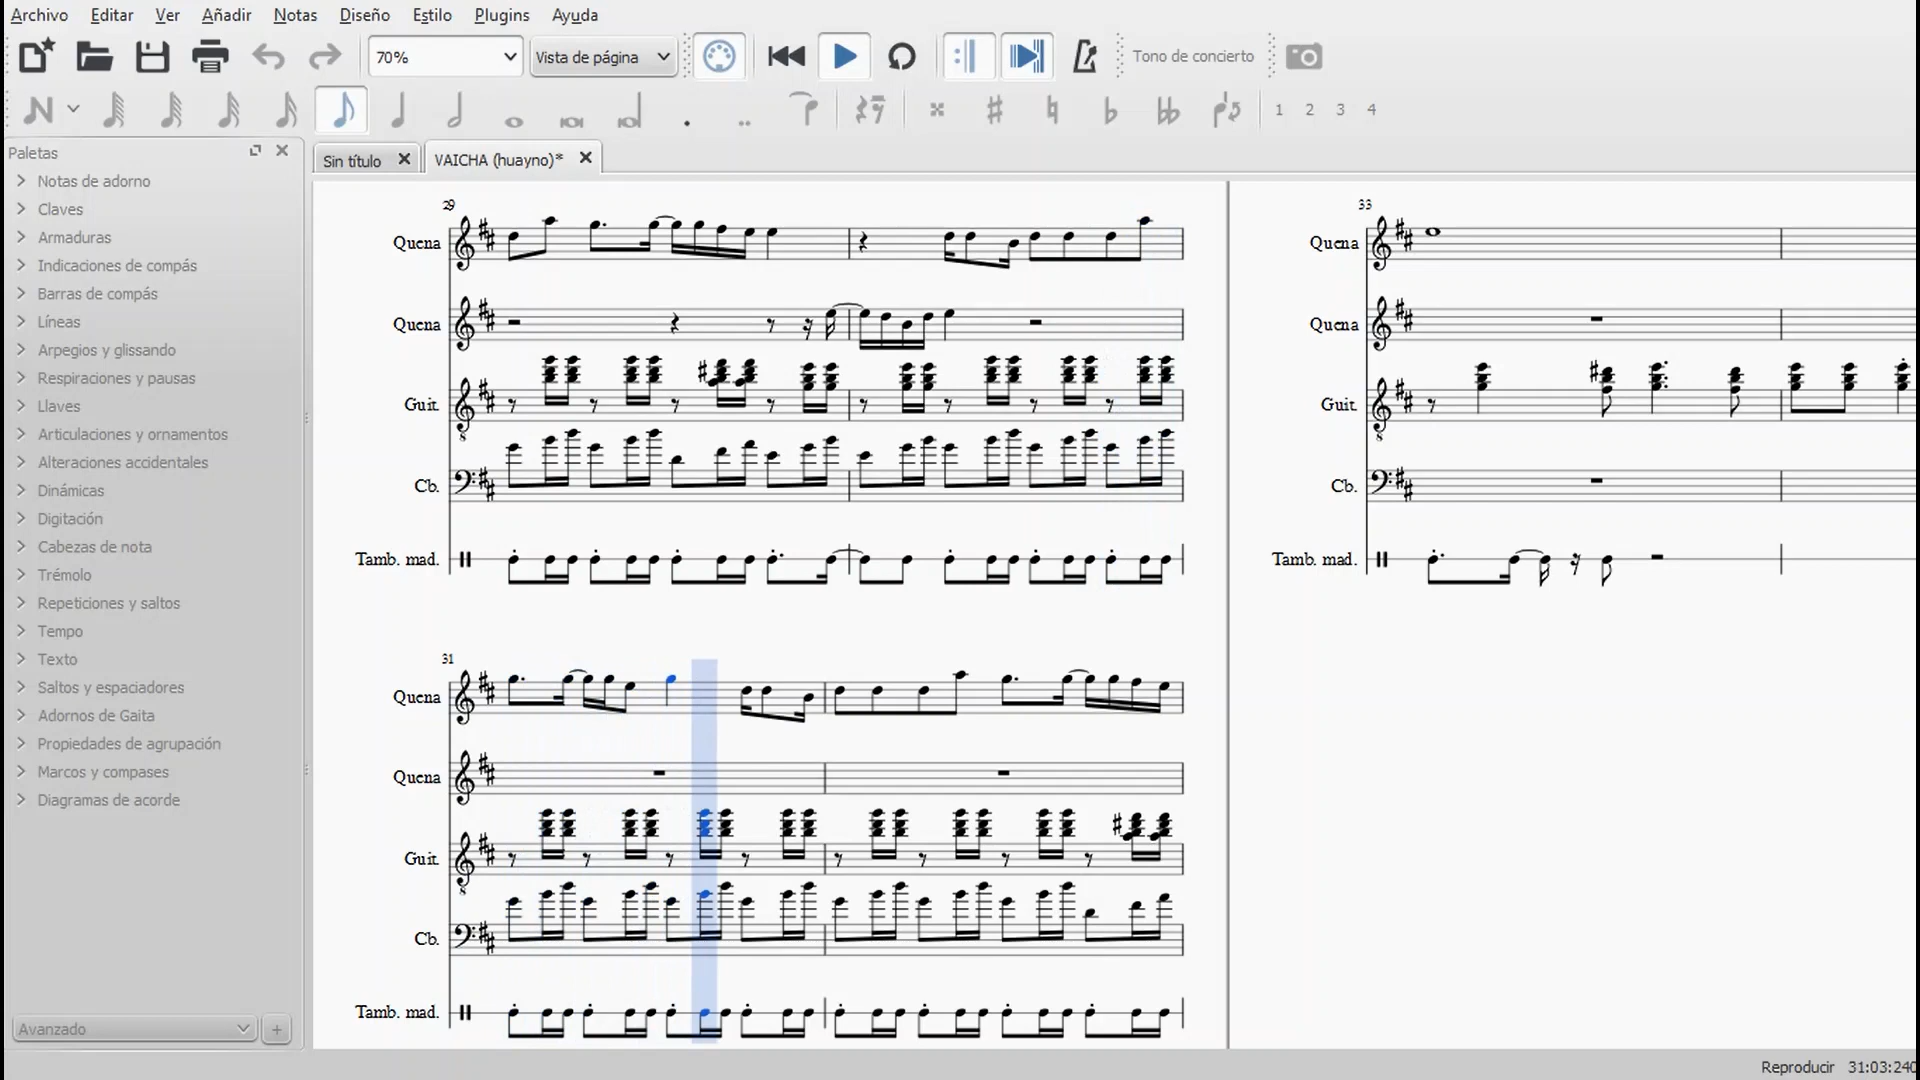 Archivo Editar Ver Añadir Notas Diseño Estilo Plugins Ayuda
70% Vista de página Tono de concierto
1 2 3 4
Paletas
Sin título VAICHA (huayno)*
Notas de adorno
Claves
Armaduras
Indicaciones de compás
Barras de compás
Líneas
Arpegios y glissando
Respiraciones y pausas
Llaves
Articulaciones y ornamentos
Alteraciones accidentales
Dinámicas
Digitación
Cabezas de nota
Trémolo
Repeticiones y saltos
Tempo
Texto
Saltos y espaciadores
Adornos de Gaita
Propiedades de agrupación
Marcos y compases
Diagramas de acorde
Avanzado
29
Quena
Quena
Guit.
8
Cb.
Tamb. mad.
31
Quena
Quena
Guit.
8
Cb.
Tamb. mad.
33
Quena
Quena
Guit.
8
Cb.
Tamb. mad.
Reproducir 31:03:240